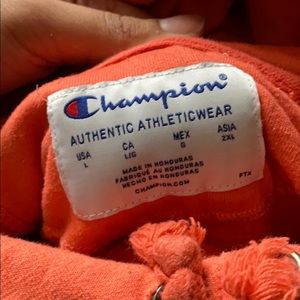 Champion
AUTHENTIC ATHLETICWEAR
USA CA MEX ASIA
L L/G G 2XL
MADE IN HONDURAS
FABRIQUÉ AU HONDURAS
HECHO EN HONDURAS
CHAMPION.COM
FTX